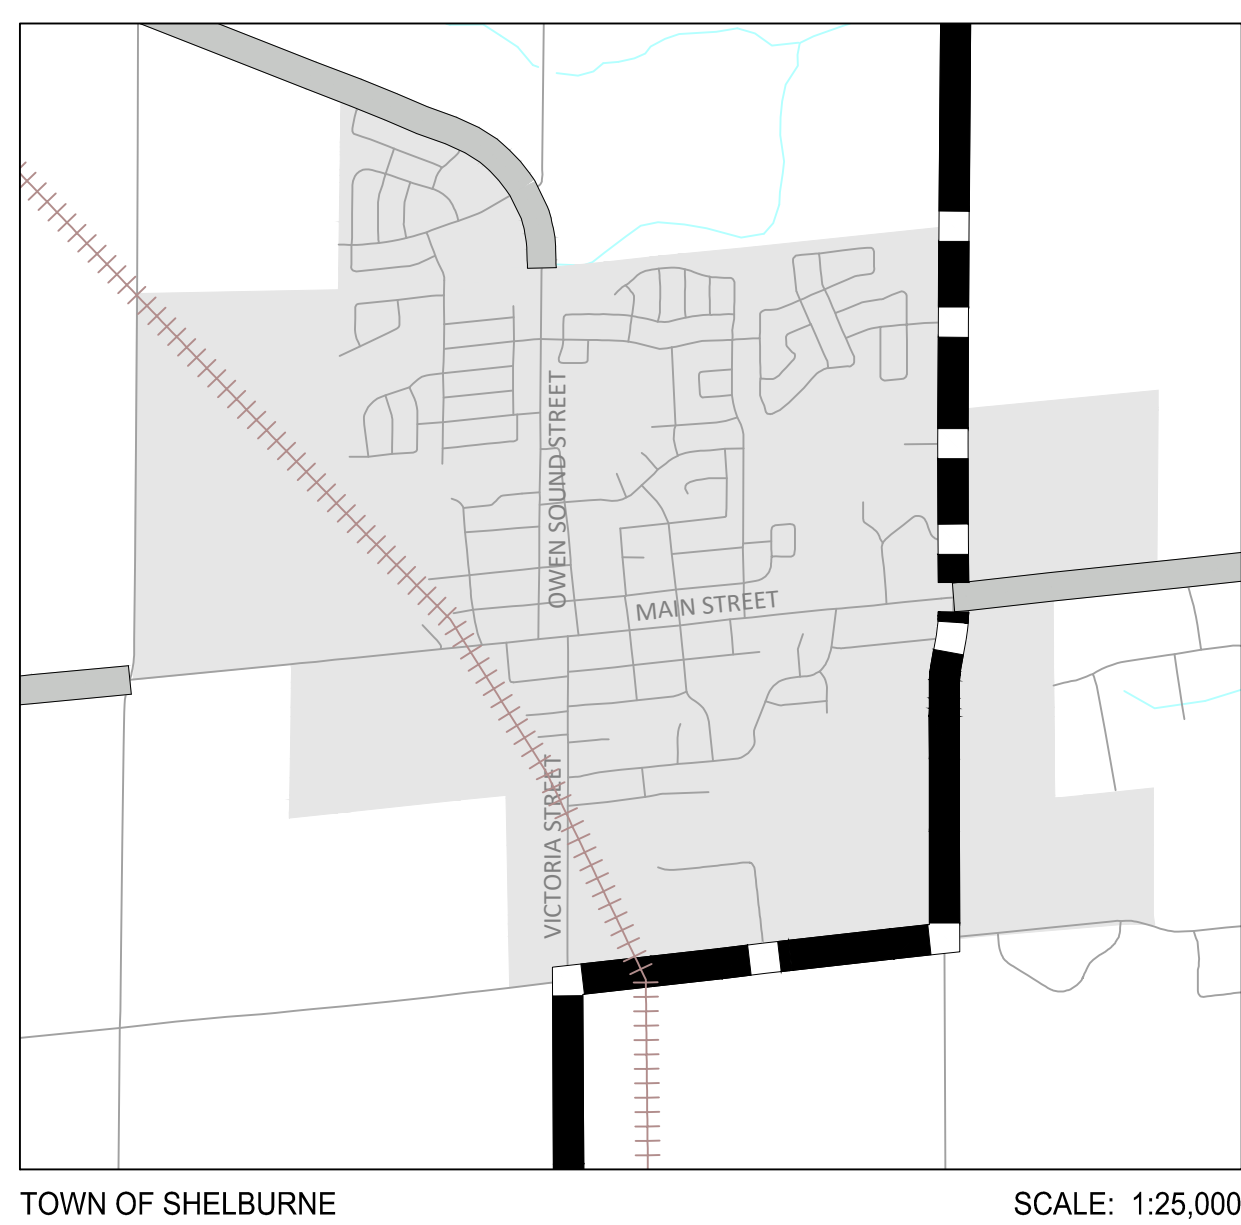 OWEN SOUND STREET
MAIN STREET
VICTORIA STREET
TOWN OF SHELBURNE
SCALE: 1:25,000